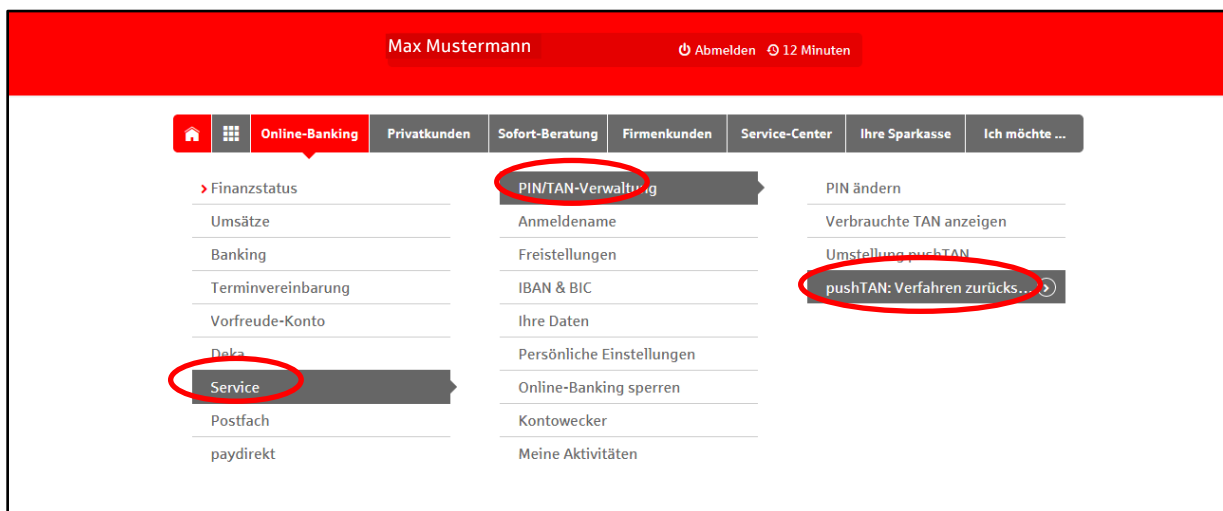 Max Mustermann
Abmelden 12 Minuten
Online-Banking Privatkunden Sofort-Beratung Firmenkunden Service-Center Ihre Sparkasse Ich möchte ...
Finanzstatus
Umsätze
Banking
Terminvereinbarung
Vorfreude-Konto
Deka
Service
Postfach
paydirekt
PIN/TAN-Verwaltung
Anmeldename
Freistellungen
IBAN & BIC
Ihre Daten
Persönliche Einstellungen
Online-Banking sperren
Kontowecker
Meine Aktivitäten
PIN ändern
Verbrauchte TAN anzeigen
Umstellung pushTAN
pushTAN: Verfahren zurücks...